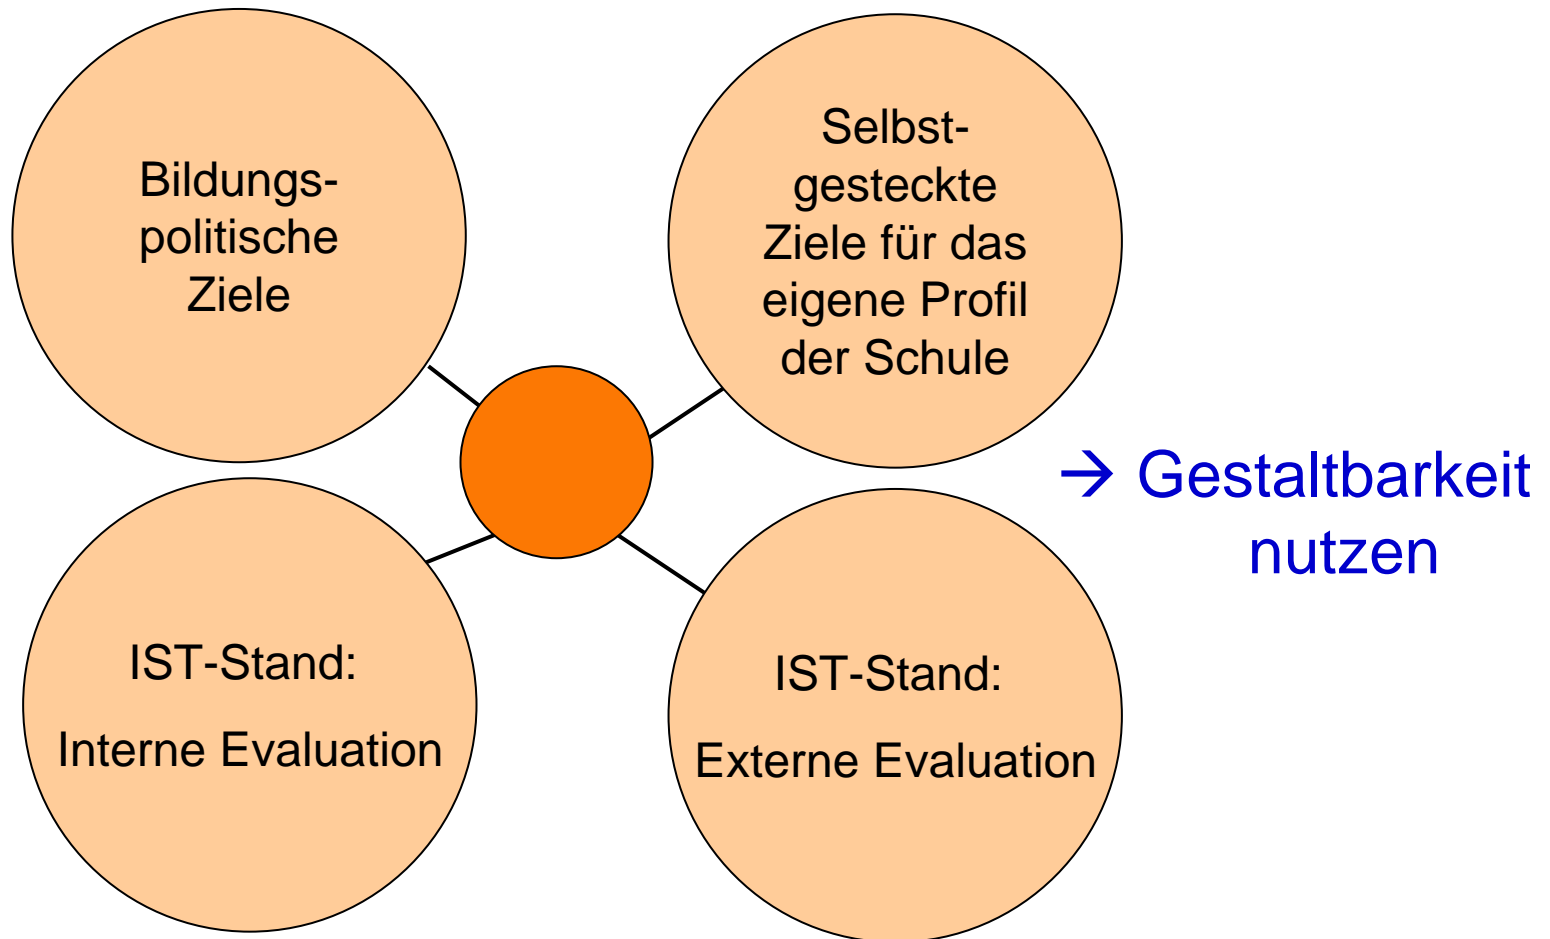 Bildungs-
politische
Ziele
Selbst-
gesteckte
Ziele für das
eigene Profil
der Schule
→ Gestaltbarkeit
nutzen
IST-Stand:
Interne Evaluation
IST-Stand:
Externe Evaluation